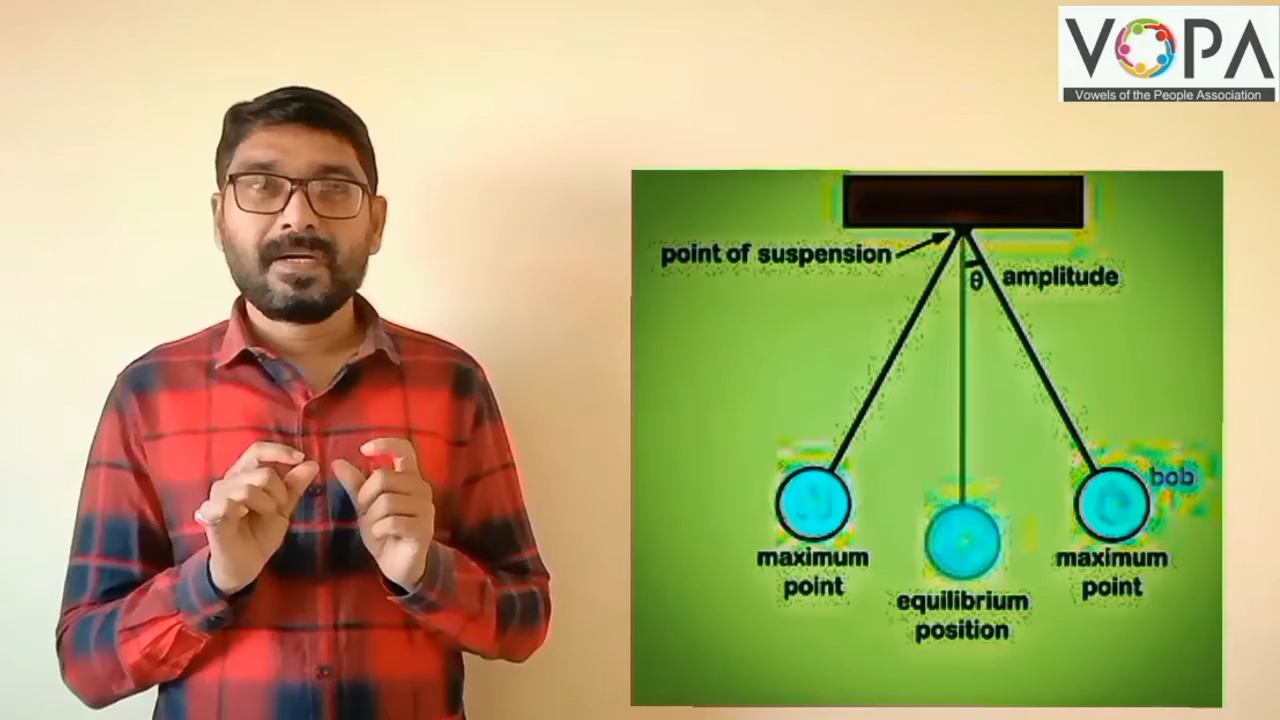 VOPA
Vowels of the People Association
point of suspension
θ amplitude
bob
maximum
point
maximum
point
equilibrium
position